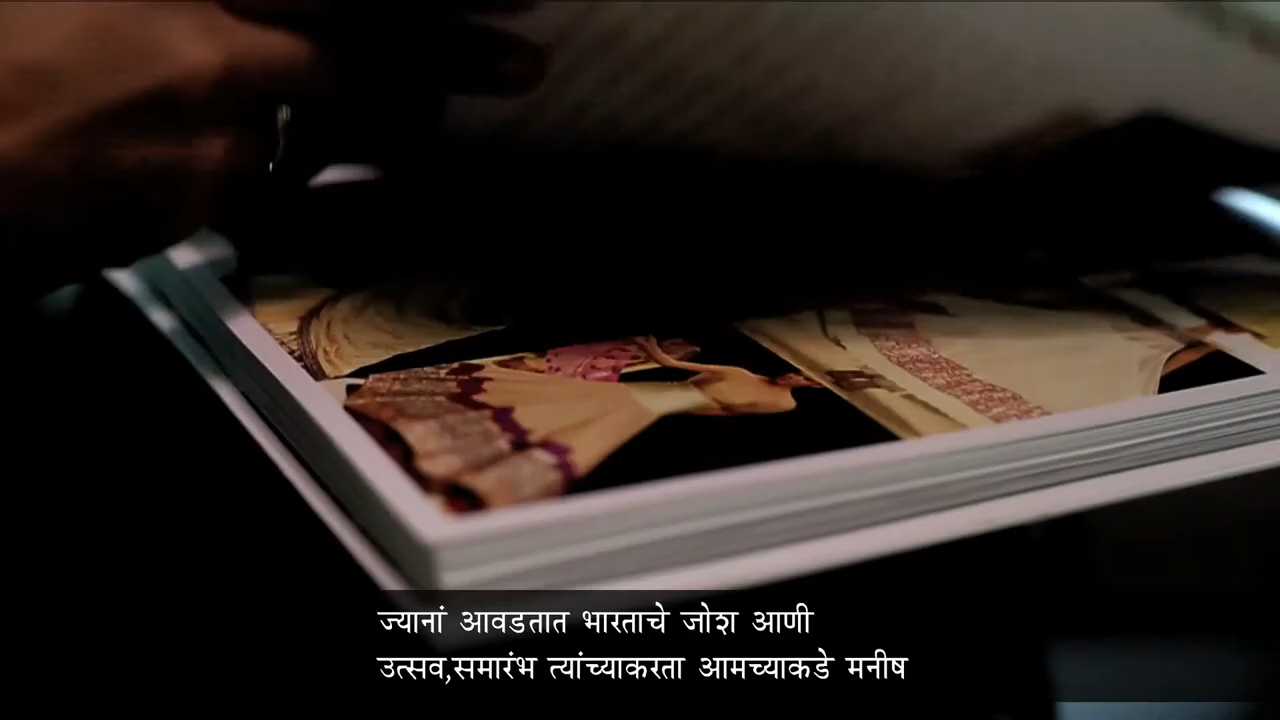 ज्यानां आवडतात भारताचे जोश आणी
उत्सव,समारंभ त्यांच्याकरता आमच्याकडे मनीष